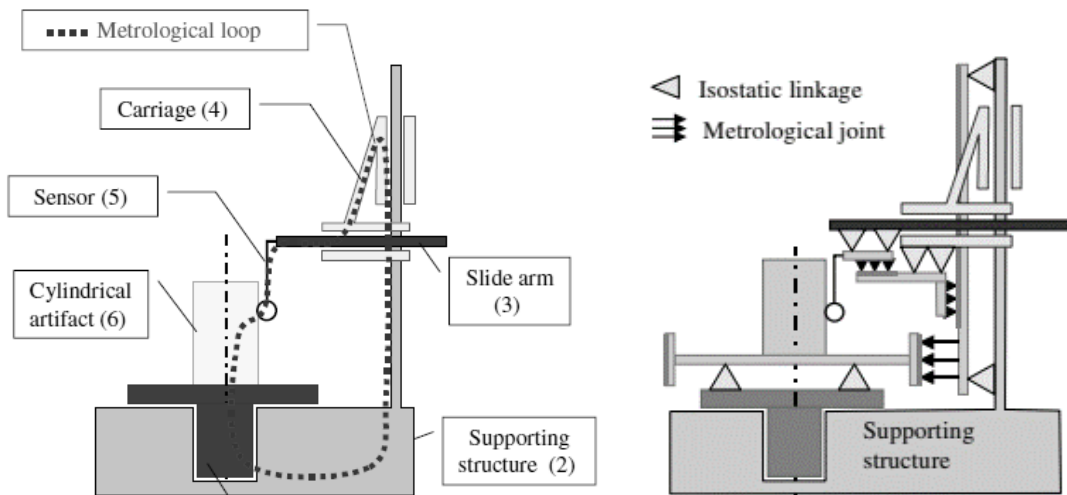 Metrological loop
Carriage (4)
Sensor (5)
Cylindrical
artifact (6)
Slide arm
(3)
Supporting
structure (2)
Isostatic linkage
Metrological joint
Supporting
structure